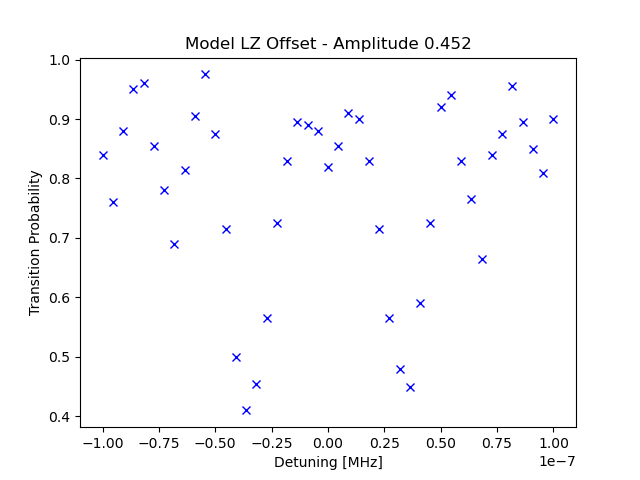 Model LZ Offset - Amplitude 0.452
Transition Probability
1.0
0.9
0.8
0.7
0.6
0.5
0.4
−1.00 −0.75 −0.50 −0.25 0.00 0.25 0.50 0.75 1.00
1e−7
Detuning [MHz]